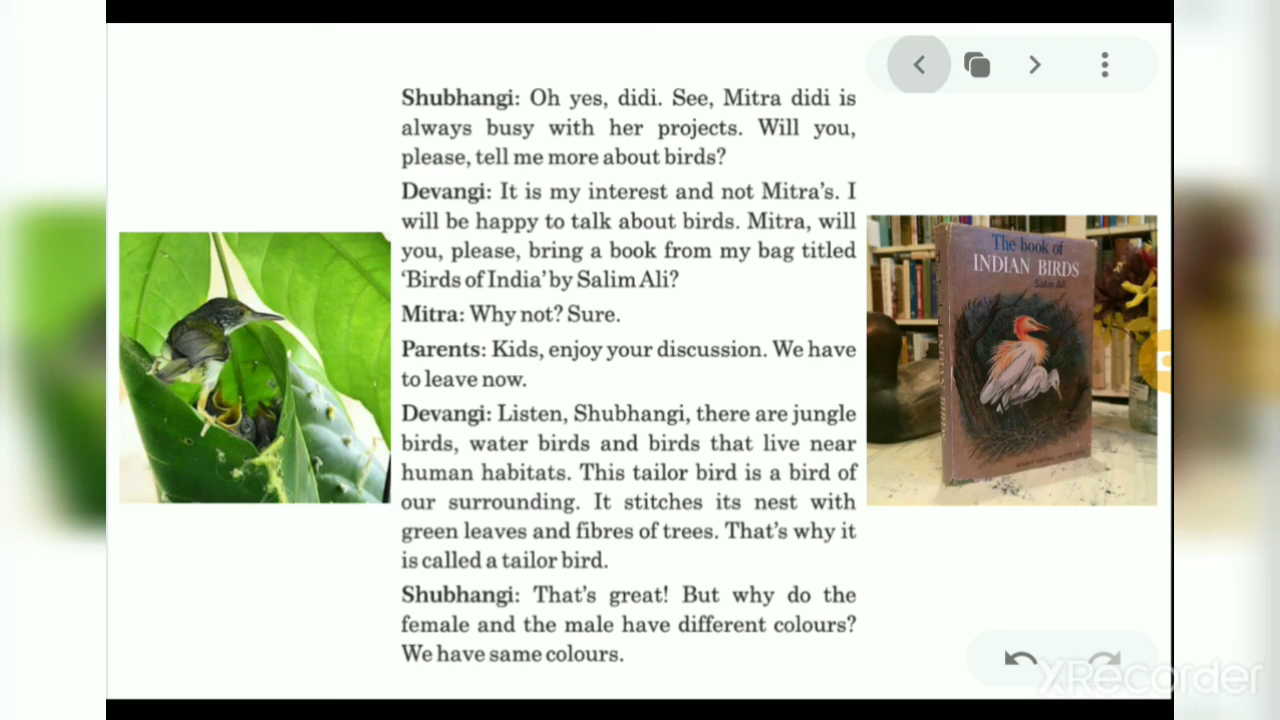 Shubhangi: Oh yes, didi. See, Mitra didi is
always busy with her projects. Will you,
please, tell me more about birds?
Devangi: It is my interest and not Mitra's. I
will be happy to talk about birds. Mitra, will
you, please, bring a book from my bag titled
'Birds of India' by Salim Ali?
Mitra: Why not? Sure.
Parents: Kids, enjoy your discussion. We have
to leave now.
Devangi: Listen, Shubhangi, there are jungle
birds, water birds and birds that live near
human habitats. This tailor bird is a bird of
our surrounding. It stitches its nest with
green leaves and fibres of trees. That's why it
is called a tailor bird.
Shubhangi: That's great! But why do the
female and the male have different colours?
We have same colours.
The book of
INDIAN BIRDS
Salim Ali
XRecorder